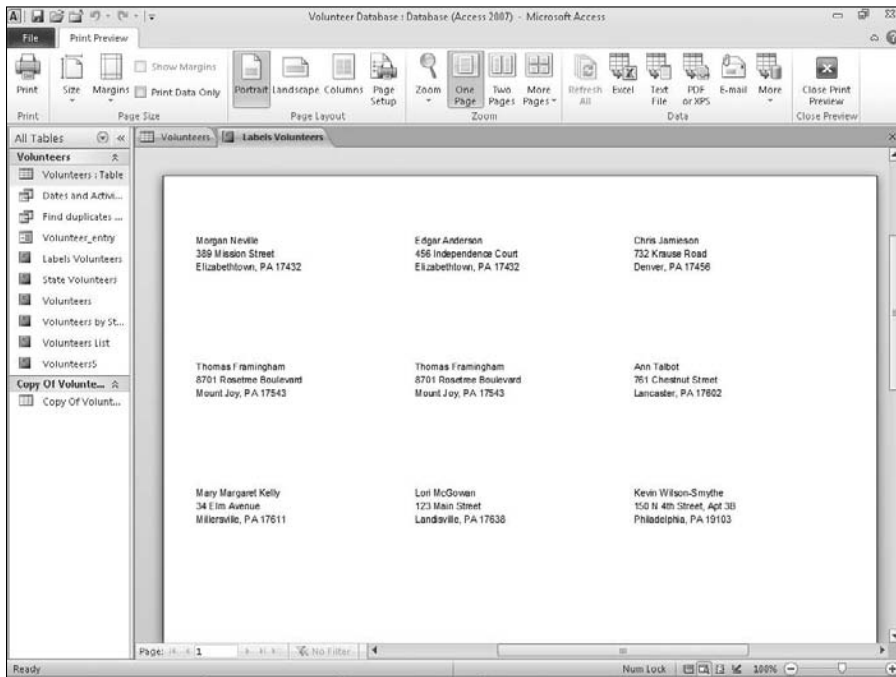 Volunteer Database : Database (Access 2007) - Microsoft Access
File Print Preview
Print Size Margins Show Margins Print Data Only Portrait Landscape Columns Page Setup Zoom One Page Two Pages More Pages Refresh All Excel Text File PDF or XPS E-mail More Close Print Preview
Print Page Size Page Layout Zoom Data Close Preview
All Tables
Volunteers
Volunteers : Table
Dates and Activi...
Find duplicates ...
Volunteer_entry
Labels Volunteers
State Volunteers
Volunteers
Volunteers by St...
Volunteers List
Volunteers5
Copy Of Volunte...
Copy Of Volunt...
Volunteers Labels Volunteers
Morgan Neville
389 Mission Street
Elizabethtown, PA 17432
Edgar Anderson
456 Independence Court
Elizabethtown, PA 17432
Chris Jamieson
732 Krause Road
Denver, PA 17456
Thomas Framingham
8701 Rosetree Boulevard
Mount Joy, PA 17543
Thomas Framingham
8701 Rosetree Boulevard
Mount Joy, PA 17543
Ann Talbot
761 Chestnut Street
Lancaster, PA 17602
Mary Margaret Kelly
34 Elm Avenue
Millersville, PA 17611
Lori McGowan
123 Main Street
Landisville, PA 17638
Kevin Wilson-Smythe
150 N 4th Street, Apt 3B
Philadelphia, PA 19103
Page: 1 No Filter
Ready Num Lock 100%